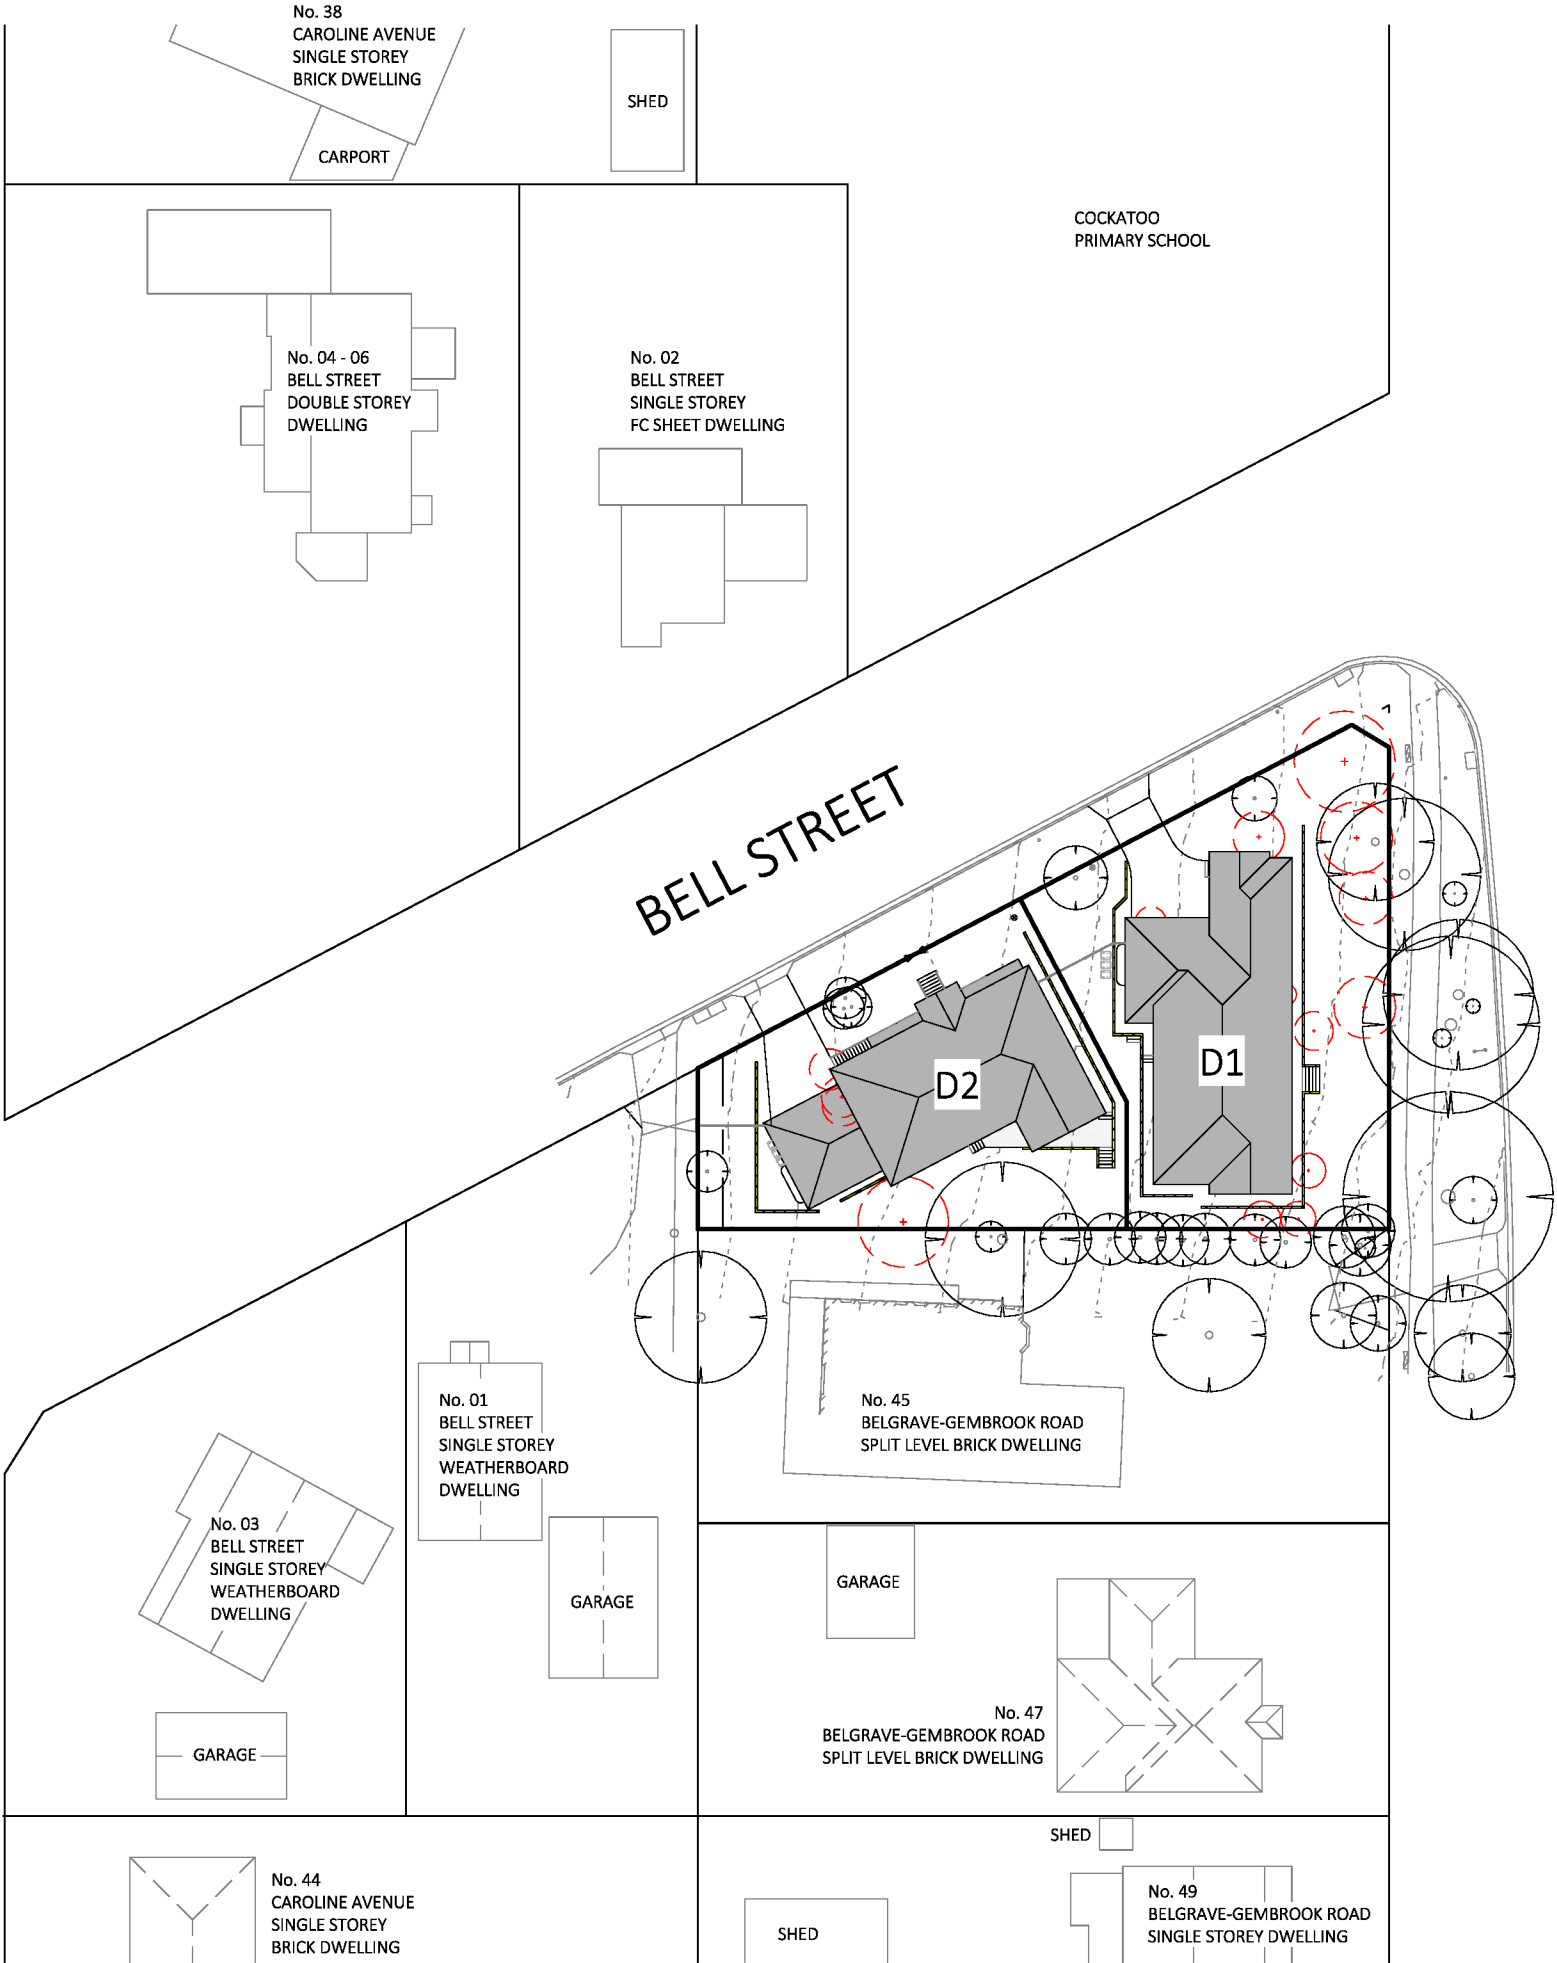 No. 38
CAROLINE AVENUE
SINGLE STOREY
BRICK DWELLING
SHED
CARPORT
COCKATOO
PRIMARY SCHOOL
No. 04 - 06
BELL STREET
DOUBLE STOREY
DWELLING
No. 02
BELL STREET
SINGLE STOREY
FC SHEET DWELLING
BELL STREET
D1
D2
No. 01
BELL STREET
SINGLE STOREY
WEATHERBOARD
DWELLING
No. 45
BELGRAVE-GEMBROOK ROAD
SPLIT LEVEL BRICK DWELLING
No. 03
BELL STREET
SINGLE STOREY
WEATHERBOARD
DWELLING
GARAGE
GARAGE
GARAGE
No. 47
BELGRAVE-GEMBROOK ROAD
SPLIT LEVEL BRICK DWELLING
SHED
No. 44
CAROLINE AVENUE
SINGLE STOREY
BRICK DWELLING
SHED
No. 49
BELGRAVE-GEMBROOK ROAD
SINGLE STOREY DWELLING